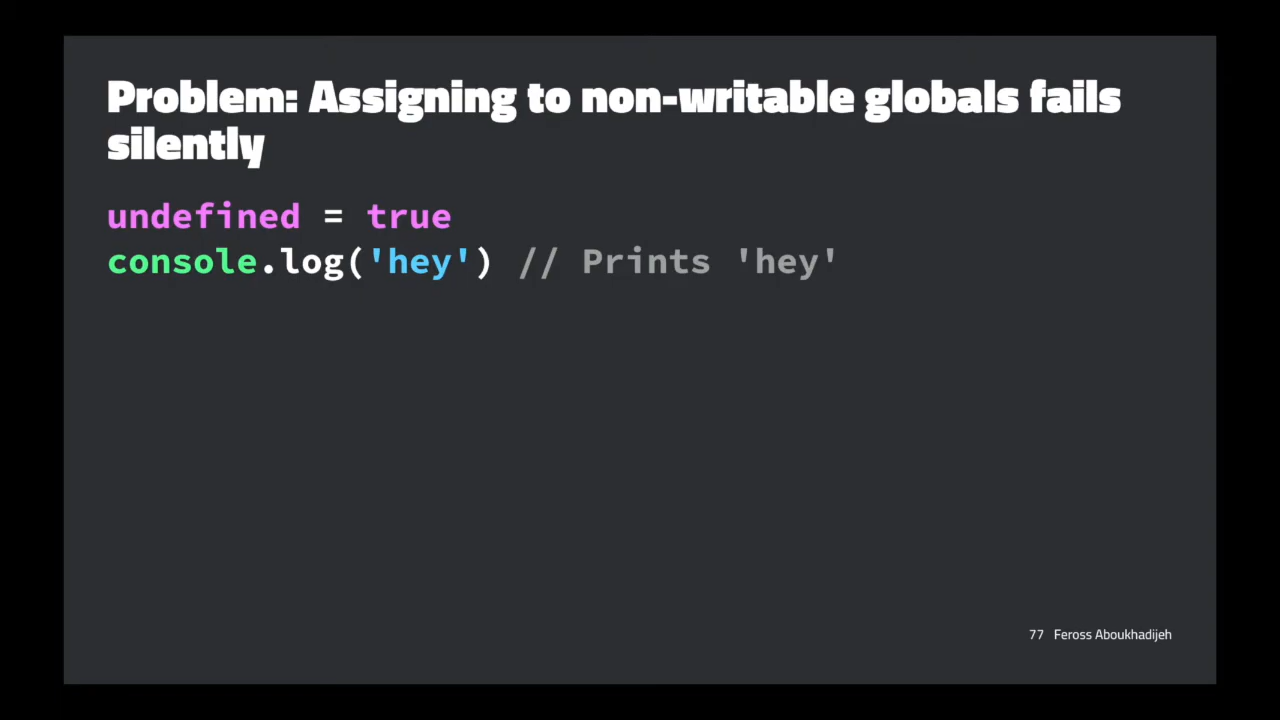 Problem: Assigning to non-writable globals fails
silently
undefined = true
console.log('hey') // Prints 'hey'
77 Feross Aboukhadijeh